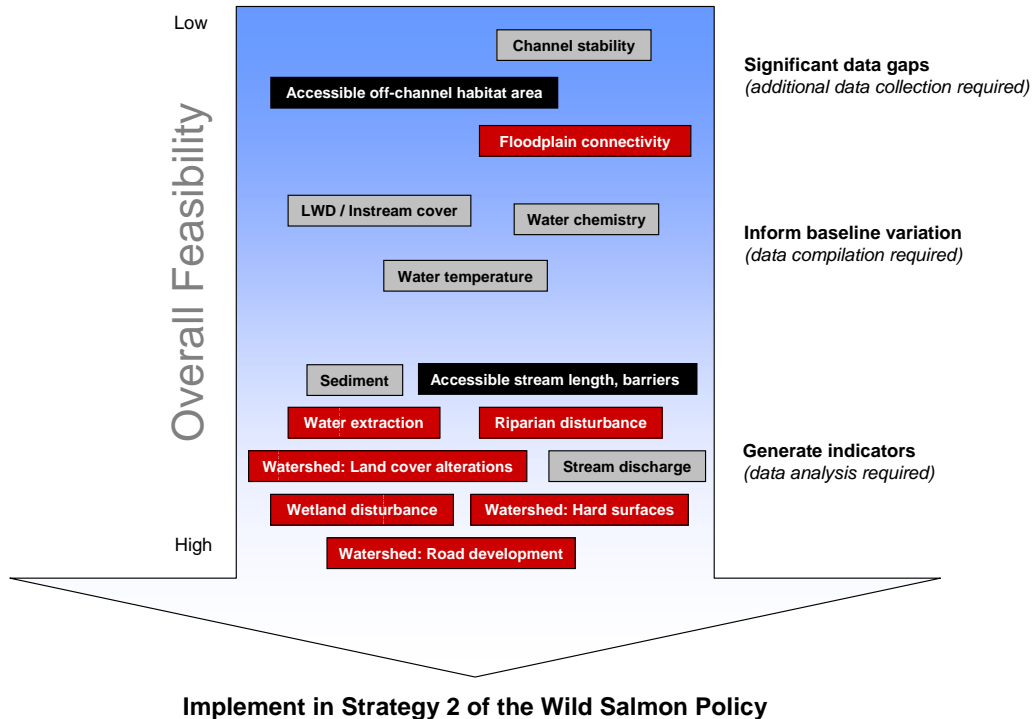 Low
Channel stability
Significant data gaps
(additional data collection required)
Accessible off-channel habitat area
Floodplain connectivity
Overall Feasibility
LWD / Instream cover
Water chemistry
Inform baseline variation
(data compilation required)
Water temperature
Sediment
Accessible stream length, barriers
Water extraction
Riparian disturbance
Watershed: Land cover alterations
Stream discharge
Generate indicators
(data analysis required)
Wetland disturbance
Watershed: Hard surfaces
High
Watershed: Road development
Implement in Strategy 2 of the Wild Salmon Policy